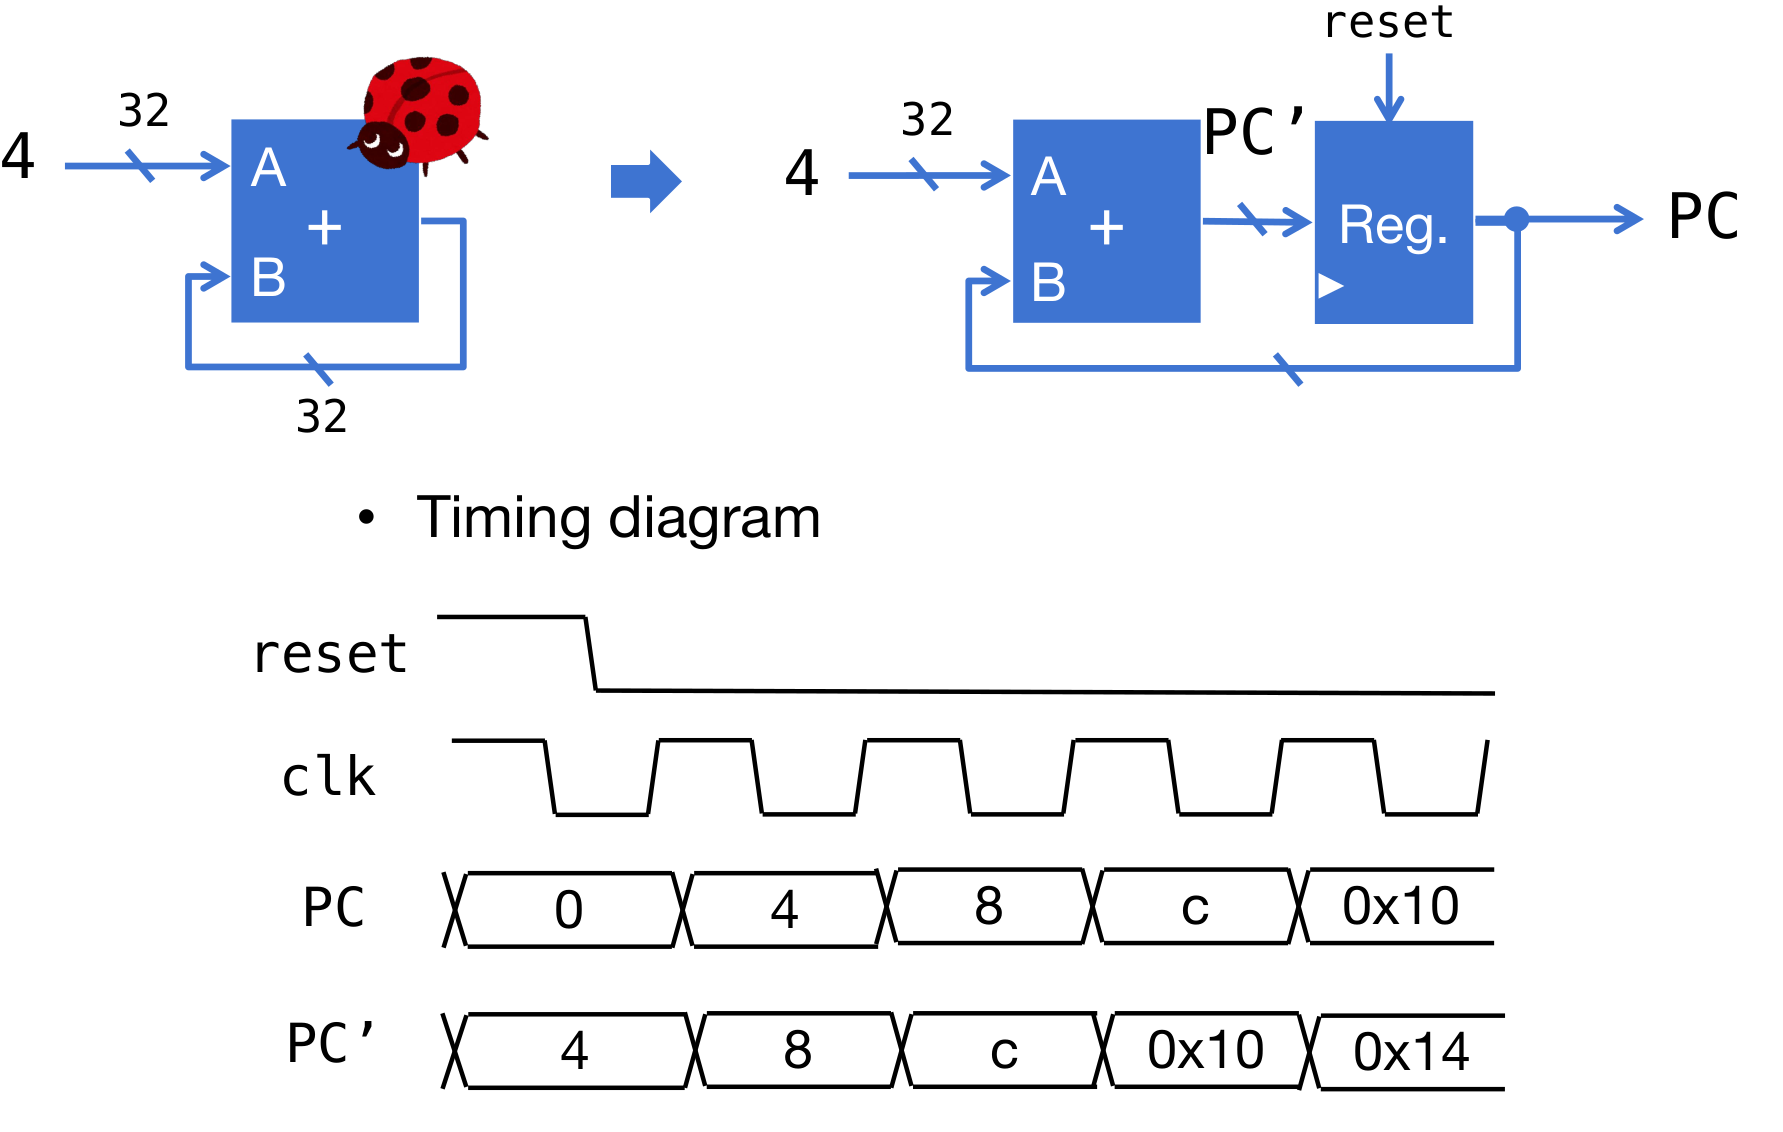 reset
32
4
A
+
B
32
32
4
A
+
B
PC’
Reg.
PC
• Timing diagram
reset
clk
PC 0 4 8 c 0x10
PC’ 4 8 c 0x10 0x14